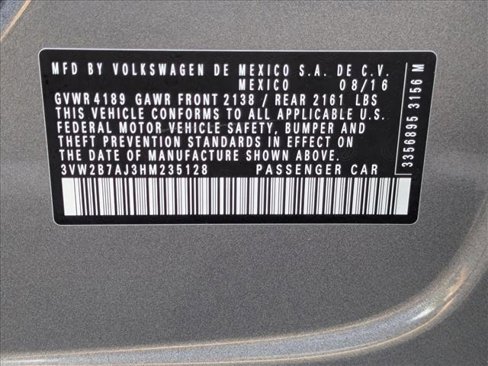 MFD BY VOLKSWAGEN DE MEXICO S.A. DE C.V.
MEXICO 08/16
GVWR 4189 GAWR FRONT 2138 / REAR 2161 LBS
THIS VEHICLE CONFORMS TO ALL APPLICABLE U.S.
FEDERAL MOTOR VEHICLE SAFETY, BUMPER, AND
THEFT PREVENTION STANDARDS IN EFFECT ON
THE DATE OF MANUFACTURE SHOWN ABOVE.
3VW2B7AJ3HM235128 PASSENGER CAR
3356895 3156 M